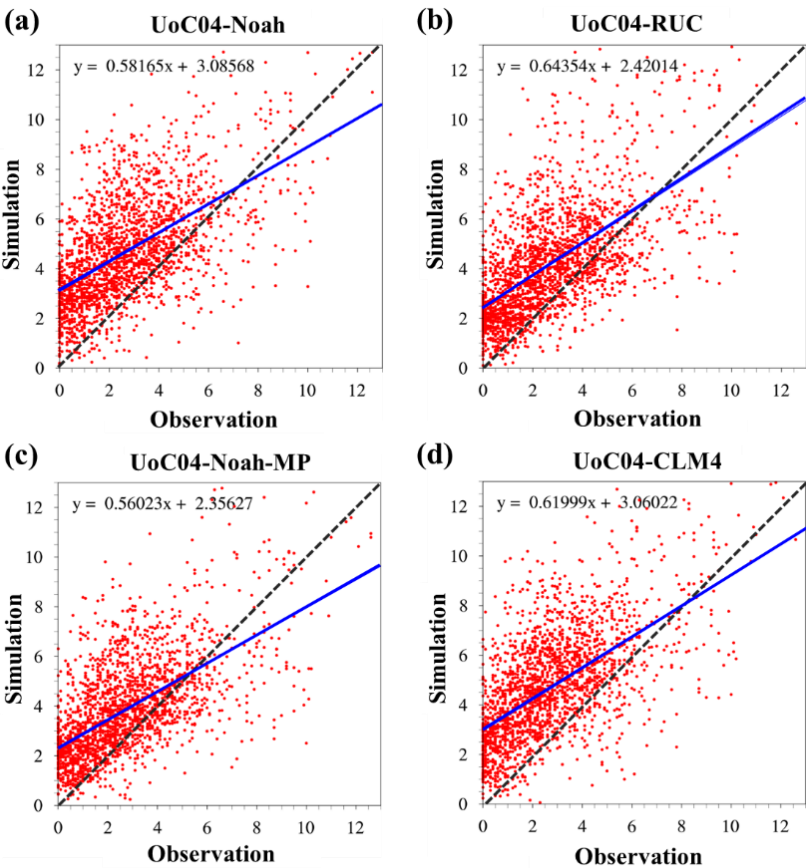 (a) UoC04-Noah
y = 0.58165x + 3.08568
Simulation
12
10
8
6
4
2
0
0 2 4 6 8 10 12
Observation
(b) UoC04-RUC
y = 0.64354x + 2.42014
Simulation
12
10
8
6
4
2
0
0 2 4 6 8 10 12
Observation
(c) UoC04-Noah-MP
y = 0.56023x + 2.35627
Simulation
12
10
8
6
4
2
0
0 2 4 6 8 10 12
Observation
(d) UoC04-CLM4
y = 0.61999x + 3.06022
Simulation
12
10
8
6
4
2
0
0 2 4 6 8 10 12
Observation